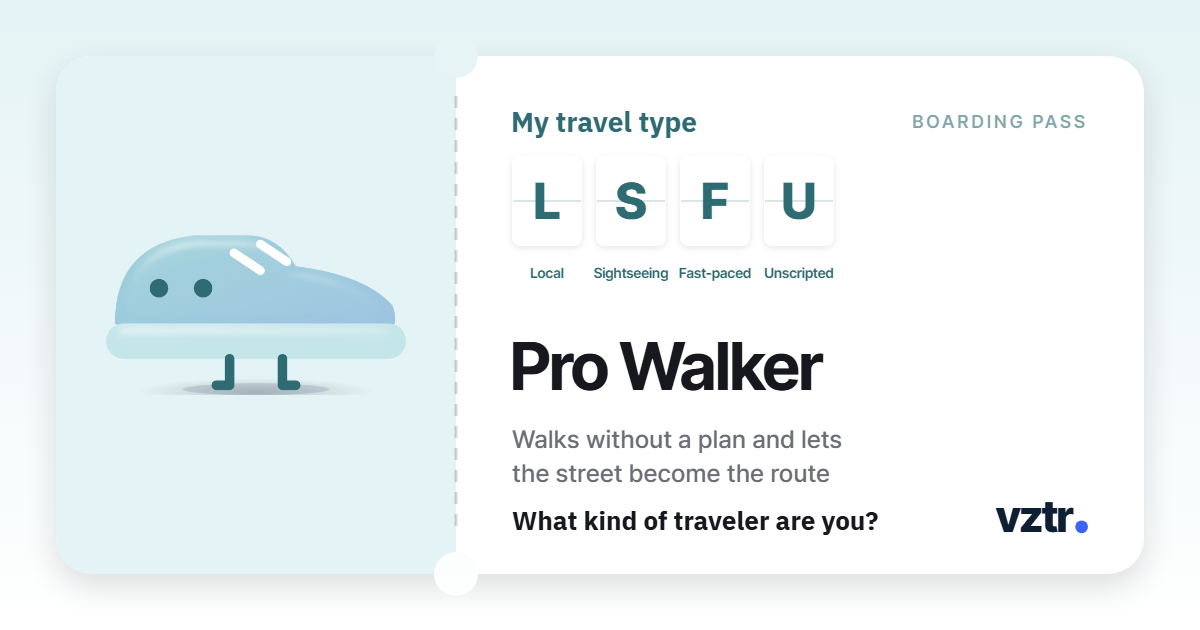 My travel type
BOARDING PASS
L S F U
Local Sightseeing Fast-paced Unscripted
Pro Walker
Walks without a plan and lets
the street become the route
What kind of traveler are you?
vztr.